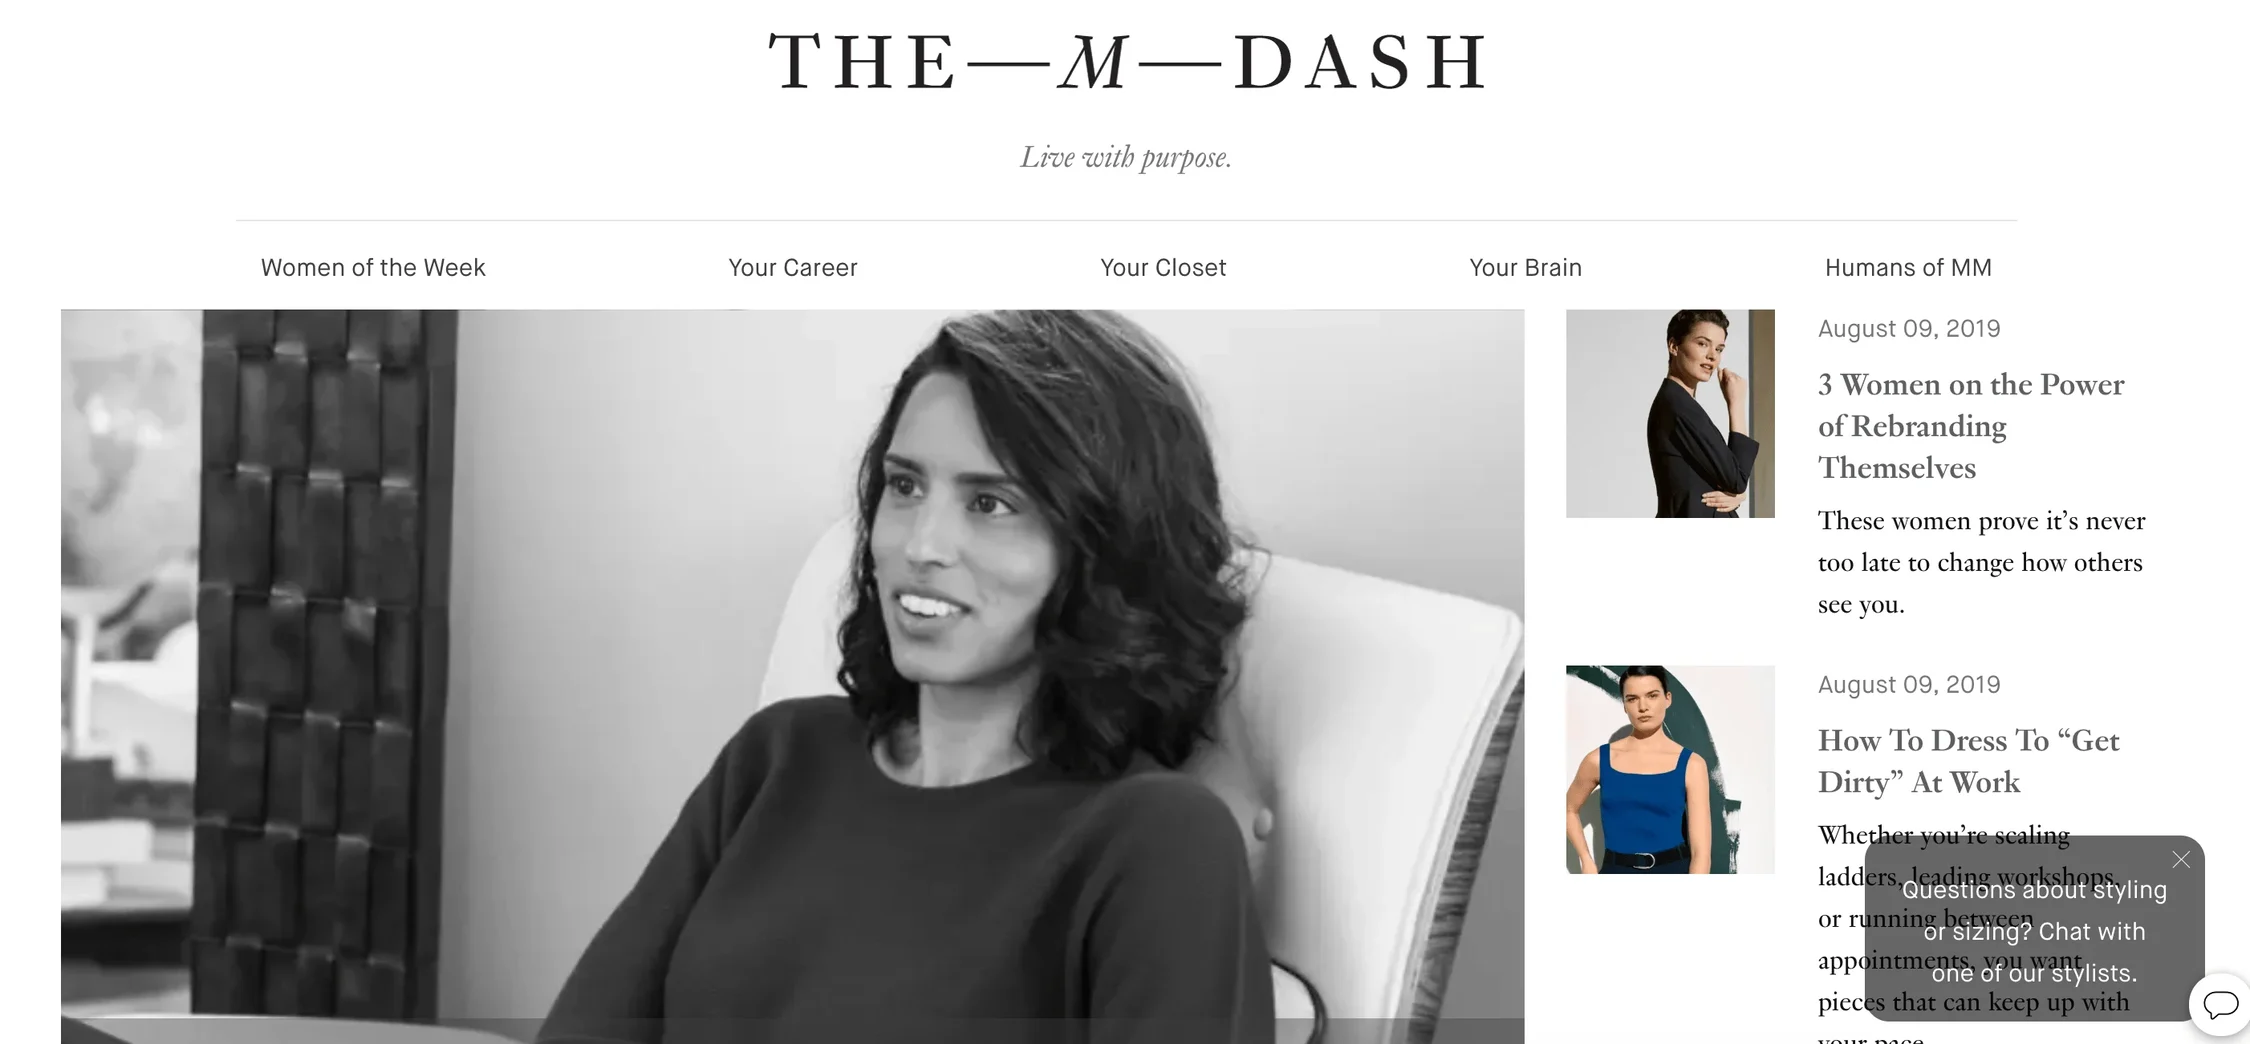 THE—M—DASH
Live with purpose.
Women of the Week
Your Career
Your Closet
Your Brain
Humans of MM
August 09, 2019
3 Women on the Power
of Rebranding
Themselves
These women prove it’s never
too late to change how others
see you.
August 09, 2019
How To Dress To “Get
Dirty” At Work
Whether you’re scaling
ladders, leading workshops,
or running between
appointments, you want
pieces that can keep up with
your pace.
Questions about styling
or sizing? Chat with
one of our stylists.